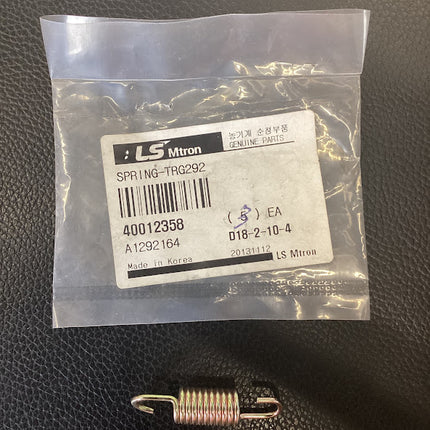 LS Mtron
농기계 순정부품
GENUINE PARTS
SPRING-TRG292
40012358 (5) EA
A1292164 D18-2-10-4
Made in Korea 20131112 LS Mtron